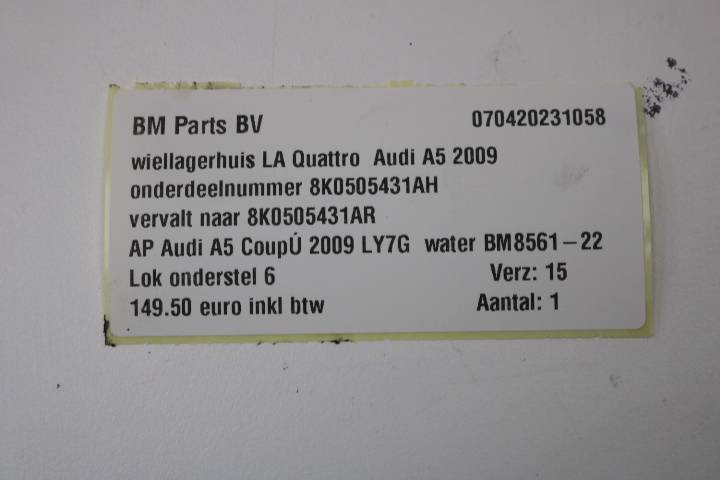 BM Parts BV 070420231058
wiellagerhuis LA Quattro Audi A5 2009
onderdeelnummer 8K0505431AH
vervalt naar 8K0505431AR
AP Audi A5 CoupÚ 2009 LY7G water BM8561-22
Lok onderstel 6 Verz: 15
149.50 euro inkl btw Aantal: 1